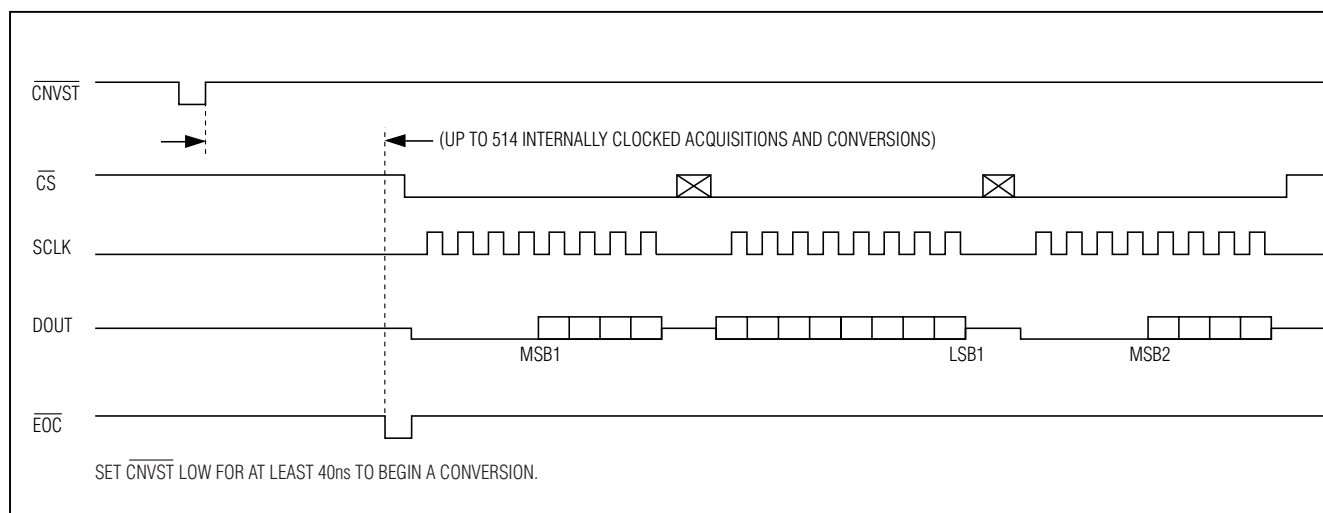 CNVST
(UP TO 514 INTERNALLY CLOCKED ACQUISITIONS AND CONVERSIONS)
CS
SCLK
DOUT
MSB1
LSB1
MSB2
EOC
SET CNVST LOW FOR AT LEAST 40ns TO BEGIN A CONVERSION.